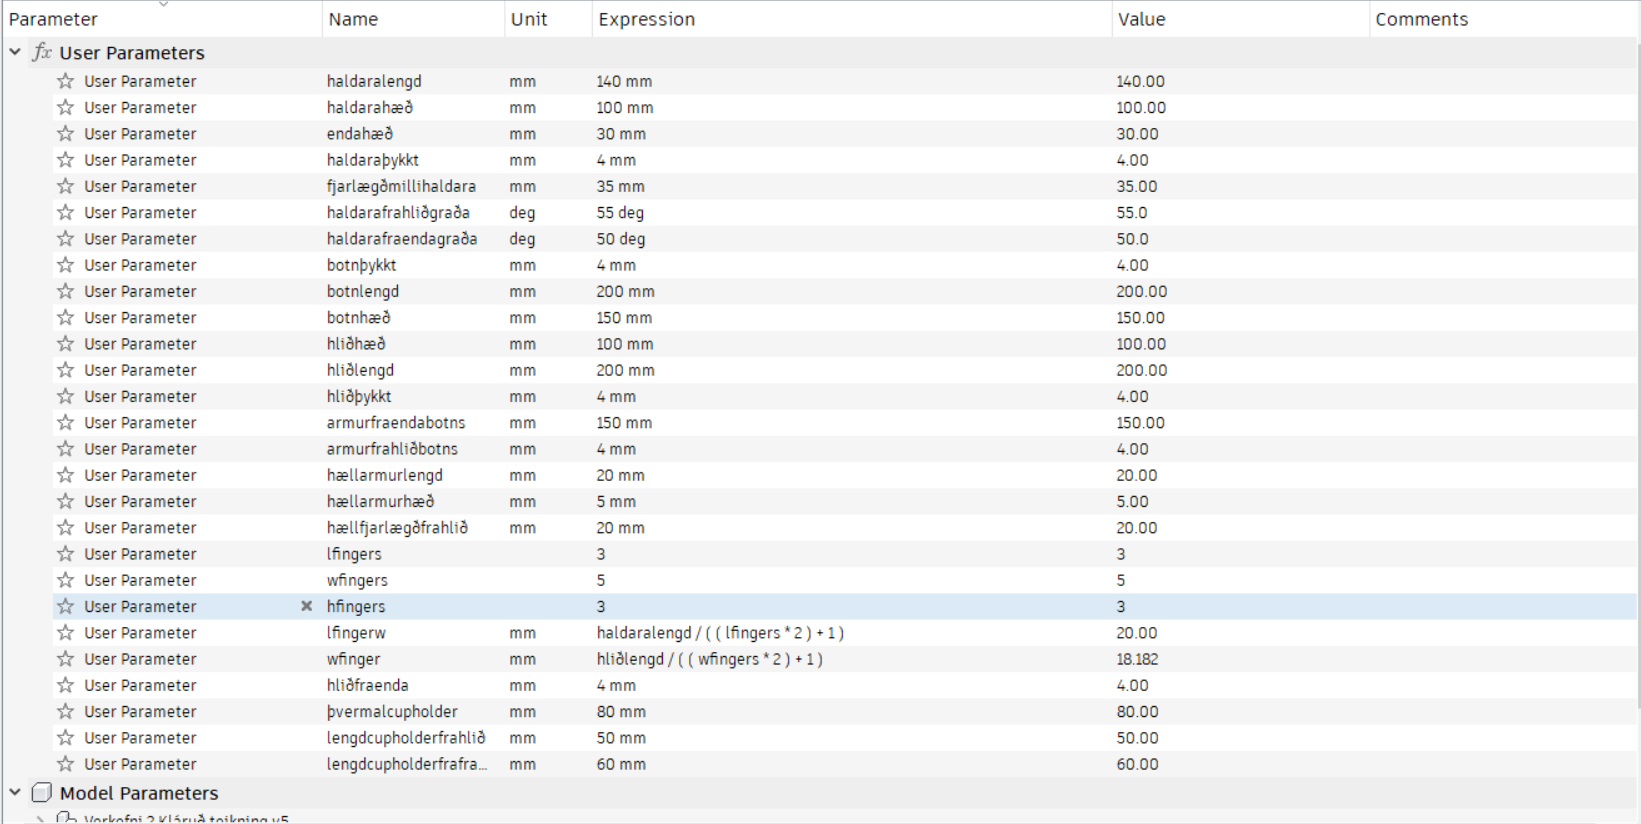 Parameter Name Unit Expression Value Comments
fx User Parameters
User Parameter haldaralengd mm 140 mm 140.00
User Parameter haldarahæð mm 100 mm 100.00
User Parameter endahæð mm 30 mm 30.00
User Parameter haldaraþykkt mm 4 mm 4.00
User Parameter fjarlægðmillihaldara mm 35 mm 35.00
User Parameter haldarafrahliðgraða deg 55 deg 55.0
User Parameter haldarafraendagraða deg 50 deg 50.0
User Parameter botnþykkt mm 4 mm 4.00
User Parameter botnlengd mm 200 mm 200.00
User Parameter botnhæð mm 150 mm 150.00
User Parameter hliðhæð mm 100 mm 100.00
User Parameter hliðlengd mm 200 mm 200.00
User Parameter hliðþykkt mm 4 mm 4.00
User Parameter armurfraendabotns mm 150 mm 150.00
User Parameter armurfrahliðbotns mm 4 mm 4.00
User Parameter hællarmurlengd mm 20 mm 20.00
User Parameter hællarmurhæð mm 5 mm 5.00
User Parameter hællfjarlægðfrahlið mm 20 mm 20.00
User Parameter lfingers 3 3
User Parameter wfingers 5 5
User Parameter hfingers 3 3
User Parameter lfingerw mm haldaralengd / ( ( lfingers * 2 ) + 1 ) 20.00
User Parameter wfinger mm hliðlengd / ( ( wfingers * 2 ) + 1 ) 18.182
User Parameter hliðfraenda mm 4 mm 4.00
User Parameter þvermalcupholder mm 80 mm 80.00
User Parameter lengdcupholderfrahlið mm 50 mm 50.00
User Parameter lengdcupholderfrafra... mm 60 mm 60.00
Model Parameters
Verkefni 2 Kláruð teikning v5